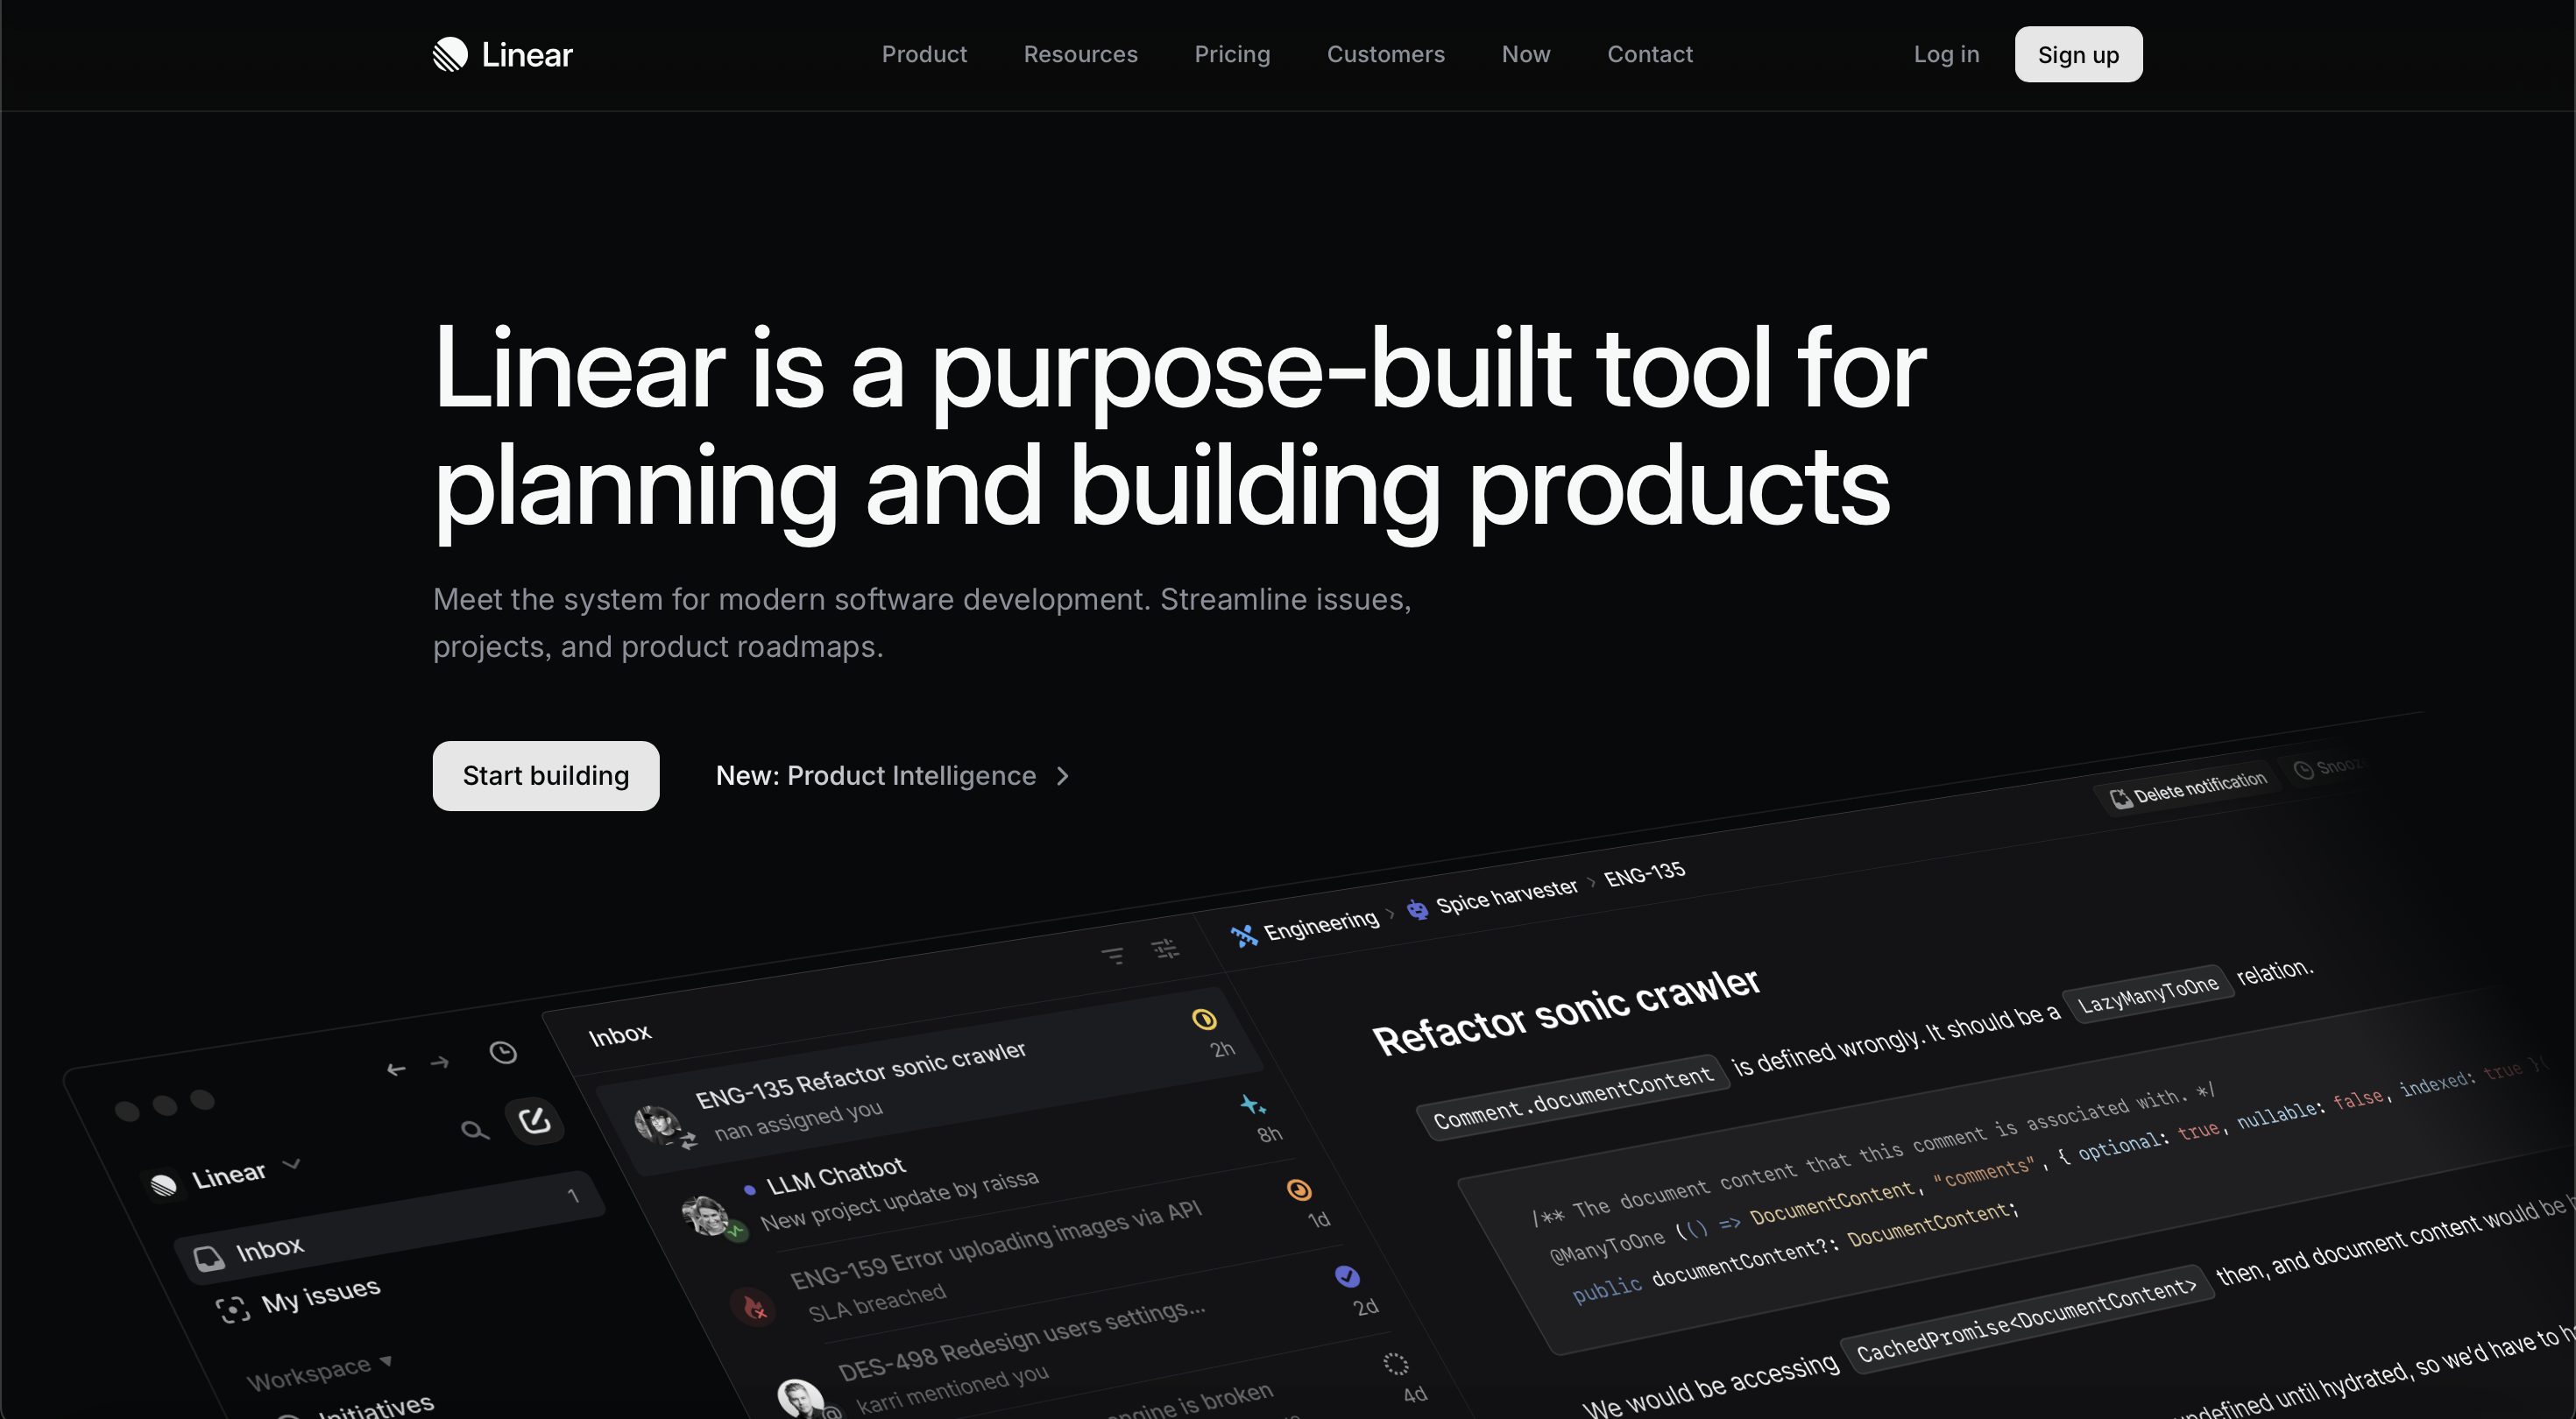 Linear
Product
Resources
Pricing
Customers
Now
Contact
Log in
Sign up
Linear is a purpose-built tool for
planning and building products
Meet the system for modern software development. Streamline issues,
projects, and product roadmaps.
Start building
New: Product Intelligence
Linear
Inbox 1
My issues
Workspace
Initiatives
Inbox
ENG-135 Refactor sonic crawler
nan assigned you
2h
LLM Chatbot
New project update by raissa
8h
ENG-159 Error uploading images via API
SLA breached
1d
DES-498 Redesign users settings...
karri mentioned you
2d
engine is broken
4d
Engineering › Spice harvester › ENG-135
Delete notification
Snooze
Refactor sonic crawler
Comment.documentContent is defined wrongly. It should be a LazyManyToOne relation.
/** The document content that this comment is associated with. */
@ManyToOne (() => DocumentContent, "comments", { optional: true, nullable: false, indexed: true })
public documentContent?: DocumentContent;
We would be accessing CachedPromise<DocumentContent> then, and document content would be
undefined until hydrated, so we'd have to